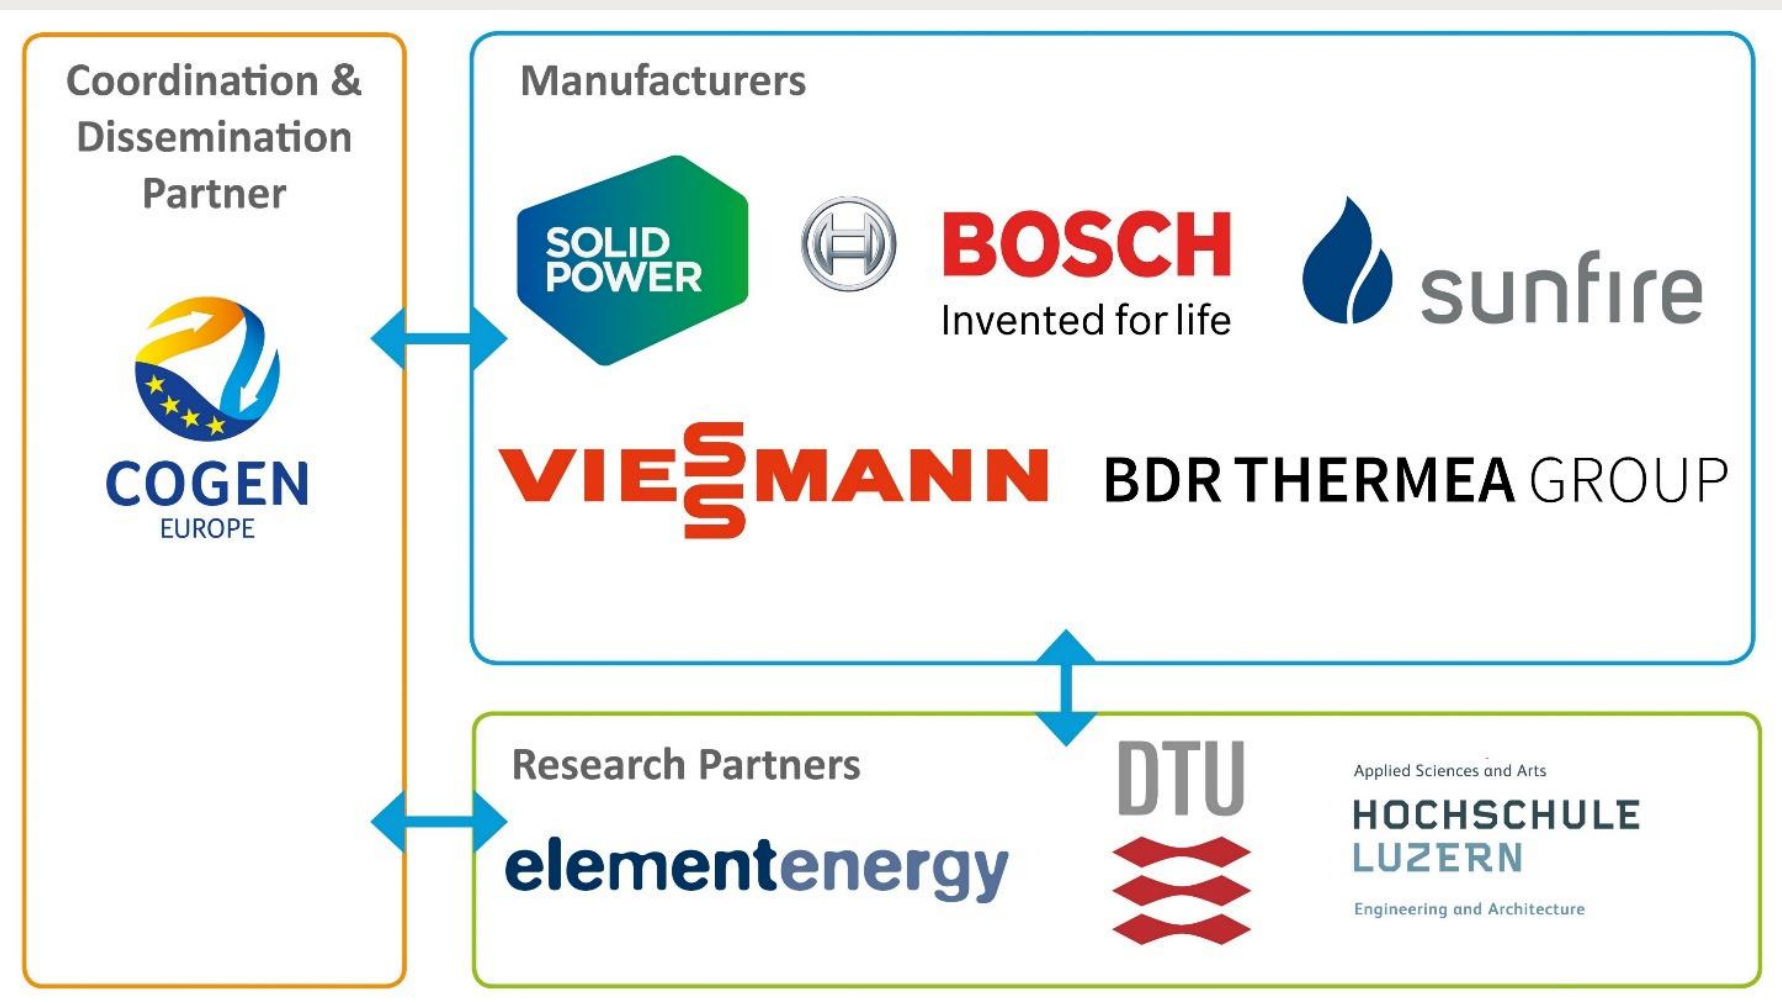 Coordination &
Dissemination
Partner
COGEN
EUROPE
Manufacturers
SOLID
POWER
BOSCH
Invented for life
sunfire
VIESSMANN
BDR THERMEA GROUP
Research Partners
elementenergy
DTU
Applied Sciences and Arts
HOCHSCHULE
LUZERN
Engineering and Architecture